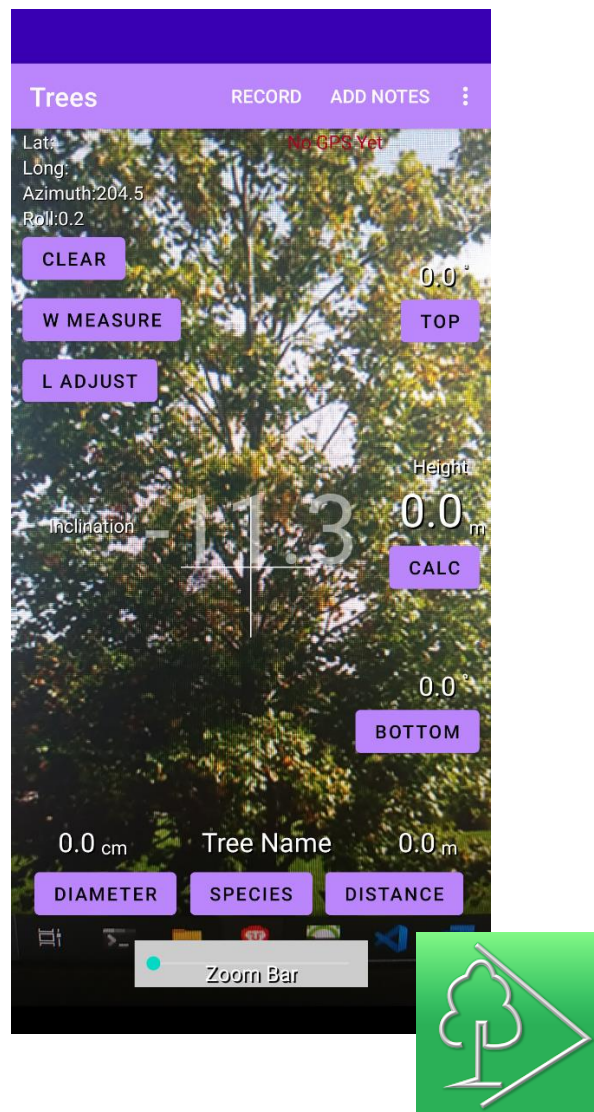 Trees RECORD ADD NOTES
Lat: No GPS Yet
Long:
Azimuth:204.5
Roll:0.2
CLEAR
0.0 °
W MEASURE
TOP
L ADJUST
Height
Inclination -11.3 0.0 m
CALC
0.0 °
BOTTOM
0.0 cm Tree Name 0.0 m
DIAMETER SPECIES DISTANCE
Zoom Bar